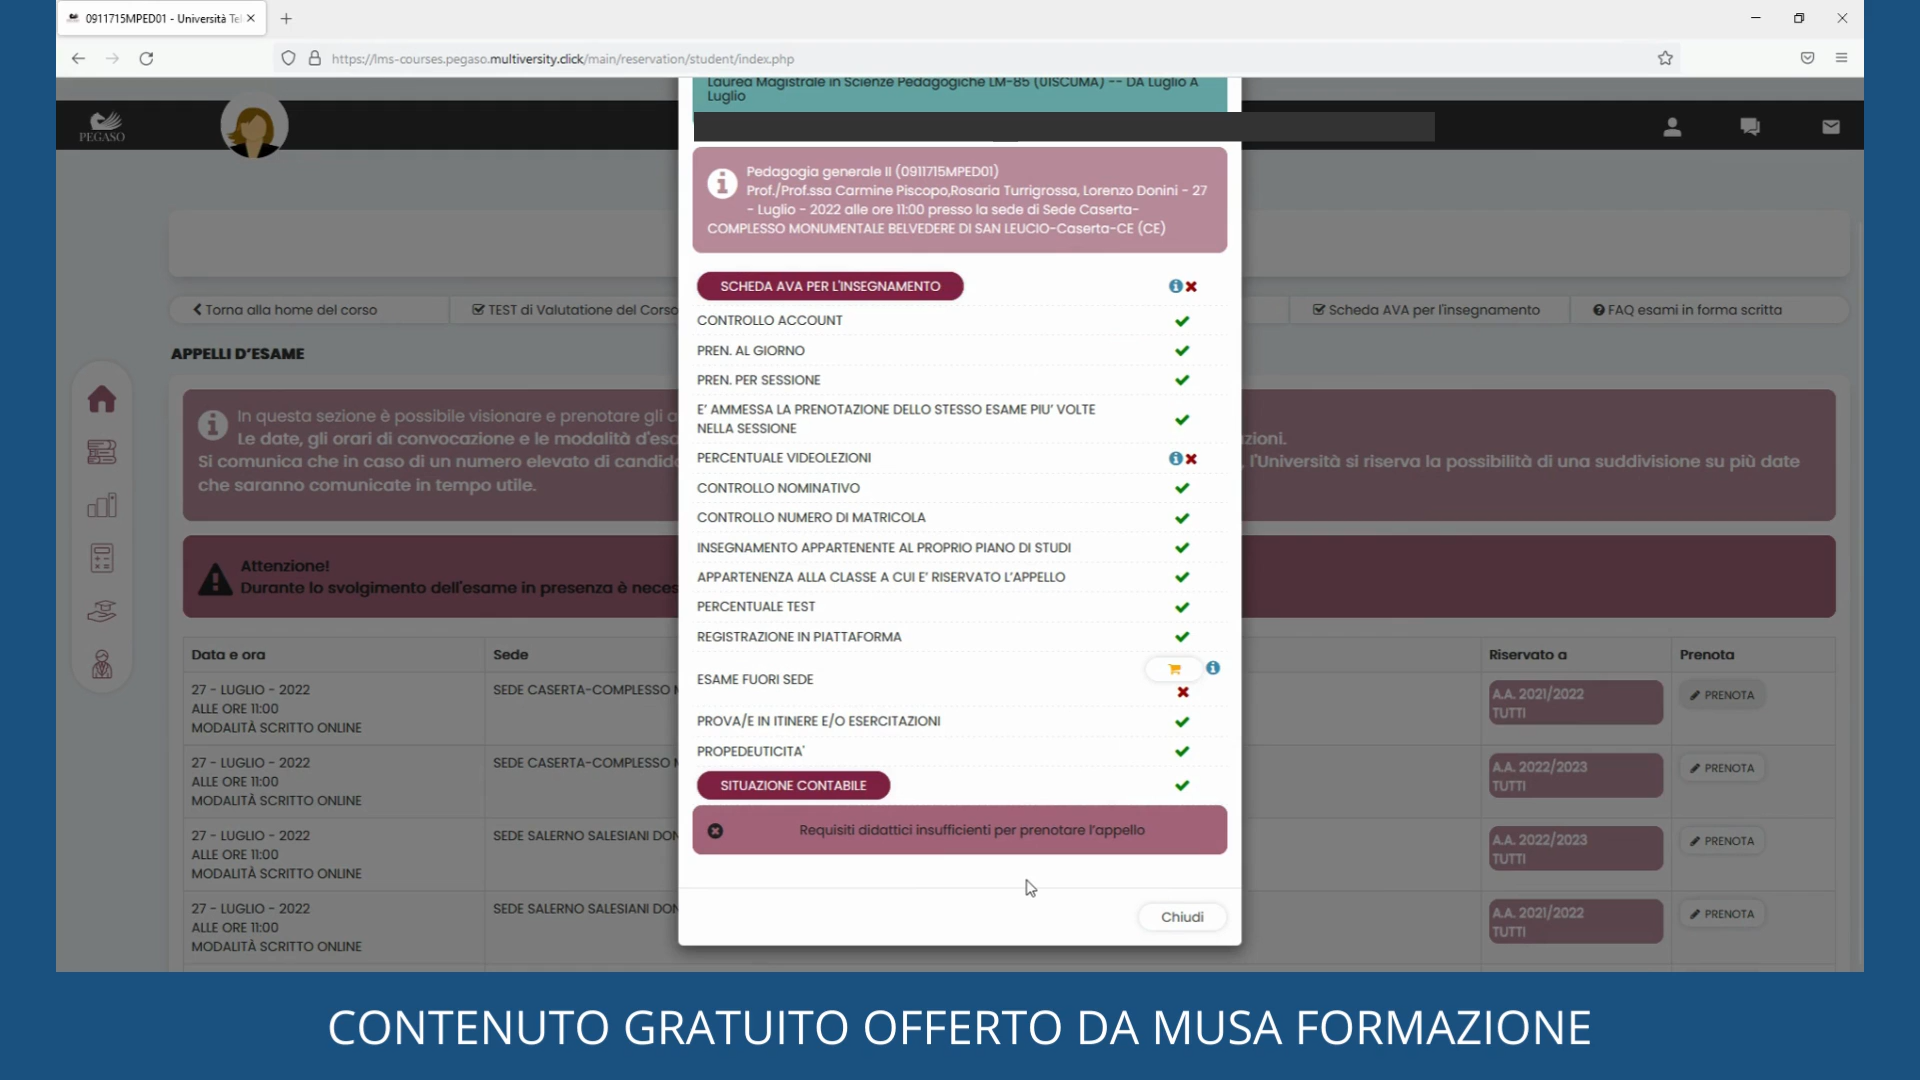 0911715MPED01 - Università Te
https://lms-courses.pegaso.multiversity.click/main/reservation/student/index.php
Laurea Magistrale in Scienze Pedagogiche LM-85 (01SCUMA) -- DA Luglio A
Luglio
PEGASO
Pedagogia generale II (0911715MPED01)
Prof./Prof.ssa Carmine Piscopo,Rosaria Turrigrossa, Lorenzo Donini - 27
- Luglio - 2022 alle ore 11:00 presso la sede di Sede Caserta-
COMPLESSO MONUMENTALE BELVEDERE DI SAN LEUCIO-Caserta-CE (CE)
SCHEDA AVA PER L'INSEGNAMENTO
CONTROLLO ACCOUNT
PREN. AL GIORNO
PREN. PER SESSIONE
E' AMMESSA LA PRENOTAZIONE DELLO STESSO ESAME PIU' VOLTE
NELLA SESSIONE
PERCENTUALE VIDEOLEZIONI
CONTROLLO NOMINATIVO
CONTROLLO NUMERO DI MATRICOLA
INSEGNAMENTO APPARTENENTE AL PROPRIO PIANO DI STUDI
APPARTENENZA ALLA CLASSE A CUI E' RISERVATO L'APPELLO
PERCENTUALE TEST
REGISTRAZIONE IN PIATTAFORMA
ESAME FUORI SEDE
PROVA/E IN ITINERE E/O ESERCITAZIONI
PROPEDEUTICITA'
SITUAZIONE CONTABILE
Requisiti didattici insufficienti per prenotare l'appello
Chiudi
Torna alla home del corso
TEST di Valutazione del Corso
Scheda AVA per l'insegnamento
FAQ esami in forma scritta
APPELLI D'ESAME
In questa sezione è possibile visionare e prenotare gli a
Le date, gli orari di convocazione e le modalità d'esa
zioni.
Si comunica che in caso di un numero elevato di candid
, l'Università si riserva la possibilità di una suddivisione su più date
che saranno comunicate in tempo utile.
Attenzione!
Durante lo svolgimento dell'esame in presenza è neces
Data e ora
Sede
Riservato a
Prenota
27 - LUGLIO - 2022
ALLE ORE 11:00
MODALITÀ SCRITTO ONLINE
SEDE CASERTA-COMPLESSO M
A.A. 2021/2022
TUTTI
PRENOTA
27 - LUGLIO - 2022
ALLE ORE 11:00
MODALITÀ SCRITTO ONLINE
SEDE CASERTA-COMPLESSO M
A.A. 2022/2023
TUTTI
PRENOTA
27 - LUGLIO - 2022
ALLE ORE 11:00
MODALITÀ SCRITTO ONLINE
SEDE SALERNO SALESIANI DON
A.A. 2022/2023
TUTTI
PRENOTA
27 - LUGLIO - 2022
ALLE ORE 11:00
MODALITÀ SCRITTO ONLINE
SEDE SALERNO SALESIANI DON
A.A. 2021/2022
TUTTI
PRENOTA
CONTENUTO GRATUITO OFFERTO DA MUSA FORMAZIONE